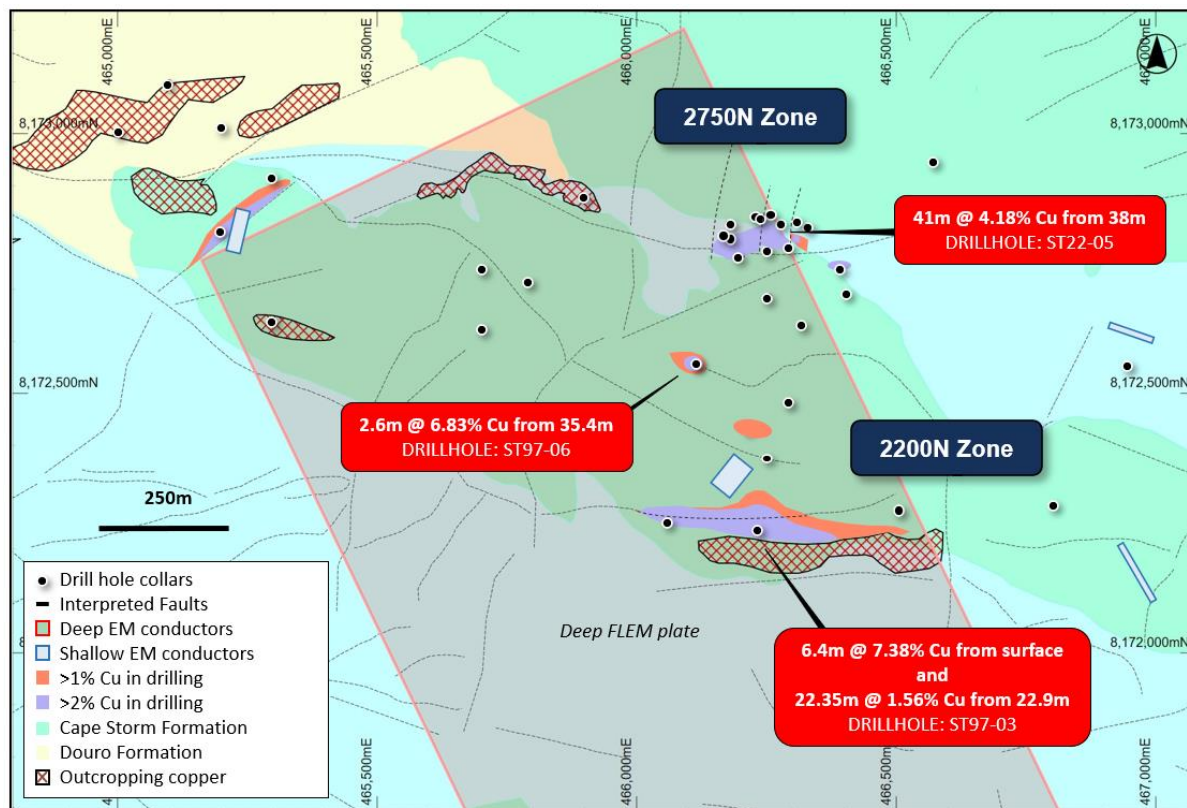 465,000mE
465,500mE
466,000mE
466,500mE
467,000mE
8,173,000mN
8,173,000mN
2750N Zone
41m @ 4.18% Cu from 38m
DRILLHOLE: ST22-05
8,172,500mN
8,172,500mN
2.6m @ 6.83% Cu from 35.4m
DRILLHOLE: ST97-06
2200N Zone
250m
Drill hole collars
Interpreted Faults
Deep EM conductors
Shallow EM conductors
>1% Cu in drilling
>2% Cu in drilling
Cape Storm Formation
Douro Formation
Outcropping copper
Deep FLEM plate
8,172,000mN
6.4m @ 7.38% Cu from surface
and
22.35m @ 1.56% Cu from 22.9m
DRILLHOLE: ST97-03
465,500mE
466,000mE
466,500mE
467,000mE